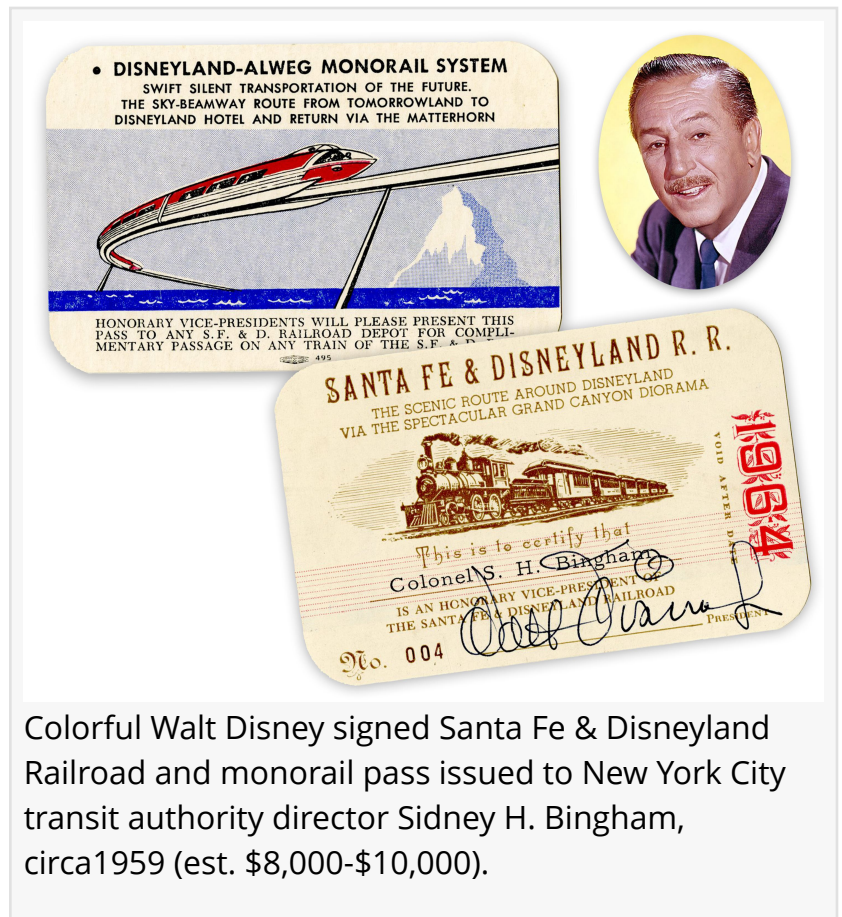 • DISNEYLAND-ALWEG MONORAIL SYSTEM
SWIFT SILENT TRANSPORTATION OF THE FUTURE.
THE SKY-BEAMWAY ROUTE FROM TOMORROWLAND TO
DISNEYLAND HOTEL AND RETURN VIA THE MATTERHORN
HONORARY VICE-PRESIDENTS WILL PLEASE PRESENT THIS
PASS TO ANY S.F. & D. RAILROAD DEPOT FOR COMPLI-
MENTARY PASSAGE ON ANY TRAIN OF THE S.F. & D.
495
SANTA FE & DISNEYLAND R. R.
THE SCENIC ROUTE AROUND DISNEYLAND
VIA THE SPECTACULAR GRAND CANYON DIORAMA
VOID AFTER DATE
1964
This is to certify that
Colonel S. H. Bingham
IS AN HONORARY VICE-PRESIDENT OF
THE SANTA FE & DISNEYLAND RAILROAD
Walt Disney
PRESIDENT
No. 004
Colorful Walt Disney signed Santa Fe & Disneyland
Railroad and monorail pass issued to New York City
transit authority director Sidney H. Bingham,
circa1959 (est. $8,000-$10,000).